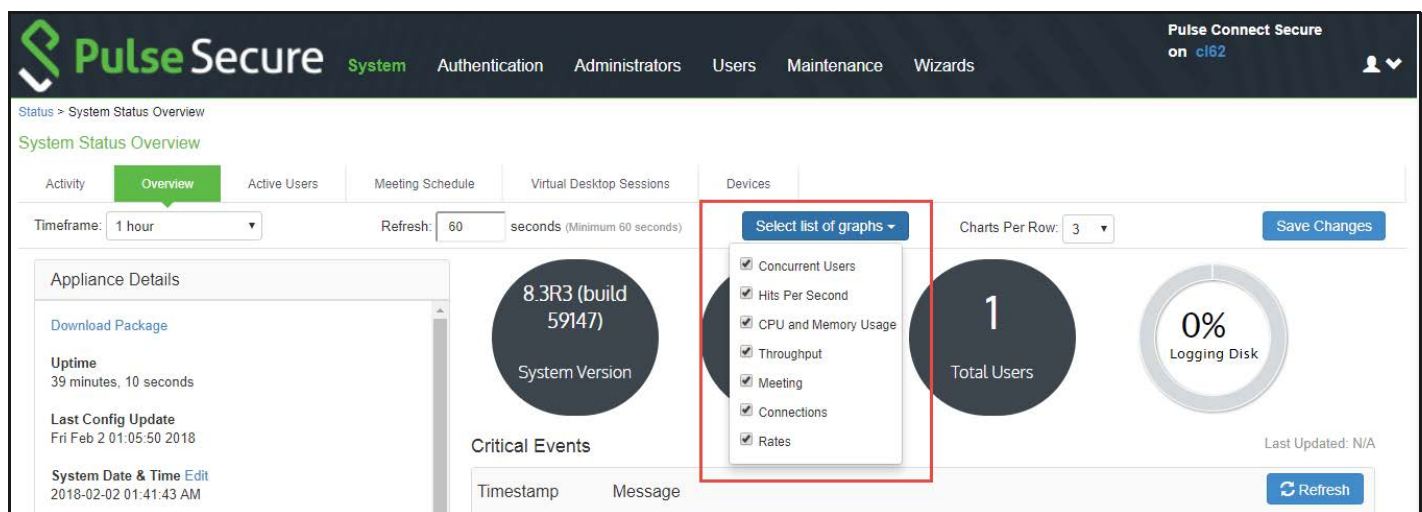 Pulse Secure
System Authentication Administrators Users Maintenance Wizards
Pulse Connect Secure
on cl62
Status > System Status Overview
System Status Overview
Activity Overview Active Users Meeting Schedule Virtual Desktop Sessions Devices
Timeframe: 1 hour Refresh: 60 seconds (Minimum 60 seconds) Select list of graphs Charts Per Row: 3 Save Changes
Appliance Details
Download Package
Uptime
39 minutes, 10 seconds
Last Config Update
Fri Feb 2 01:05:50 2018
System Date & Time Edit
2018-02-02 01:41:43 AM
8.3R3 (build
59147)
System Version
Concurrent Users
Hits Per Second
CPU and Memory Usage
Throughput
Meeting
Connections
Rates
1
Total Users
0%
Logging Disk
Critical Events
Last Updated: N/A
Timestamp Message
Refresh